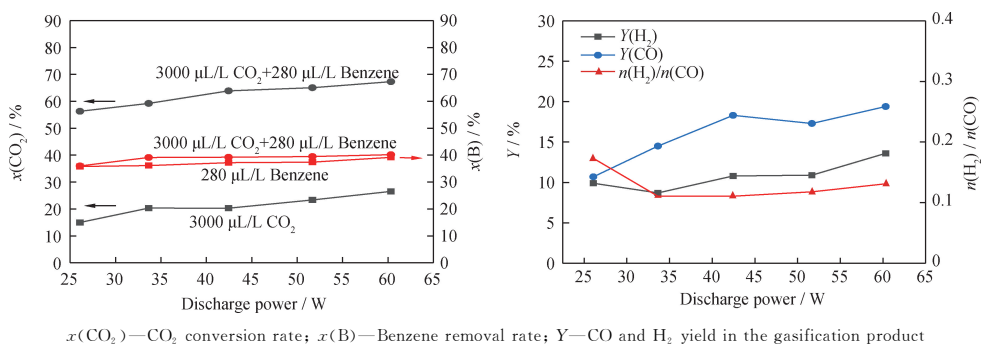 90
80
70
60
50
40
30
20
10
0
x(CO₂) / %
3000 μL/L CO₂+280 μL/L Benzene
3000 μL/L CO₂+280 μL/L Benzene
280 μL/L Benzene
3000 μL/L CO₂
90
80
70
60
50
40
30
20
10
0
x(B) / %
25 30 35 40 45 50 55 60 65
Discharge power / W
30
25
20
15
10
5
0
Y / %
Y(H₂)
Y(CO)
n(H₂)/n(CO)
0.4
0.3
0.2
0.1
0
n(H₂) / n(CO)
25 30 35 40 45 50 55 60 65
Discharge power / W
x(CO₂)—CO₂ conversion rate; x(B)—Benzene removal rate; Y—CO and H₂ yield in the gasification product